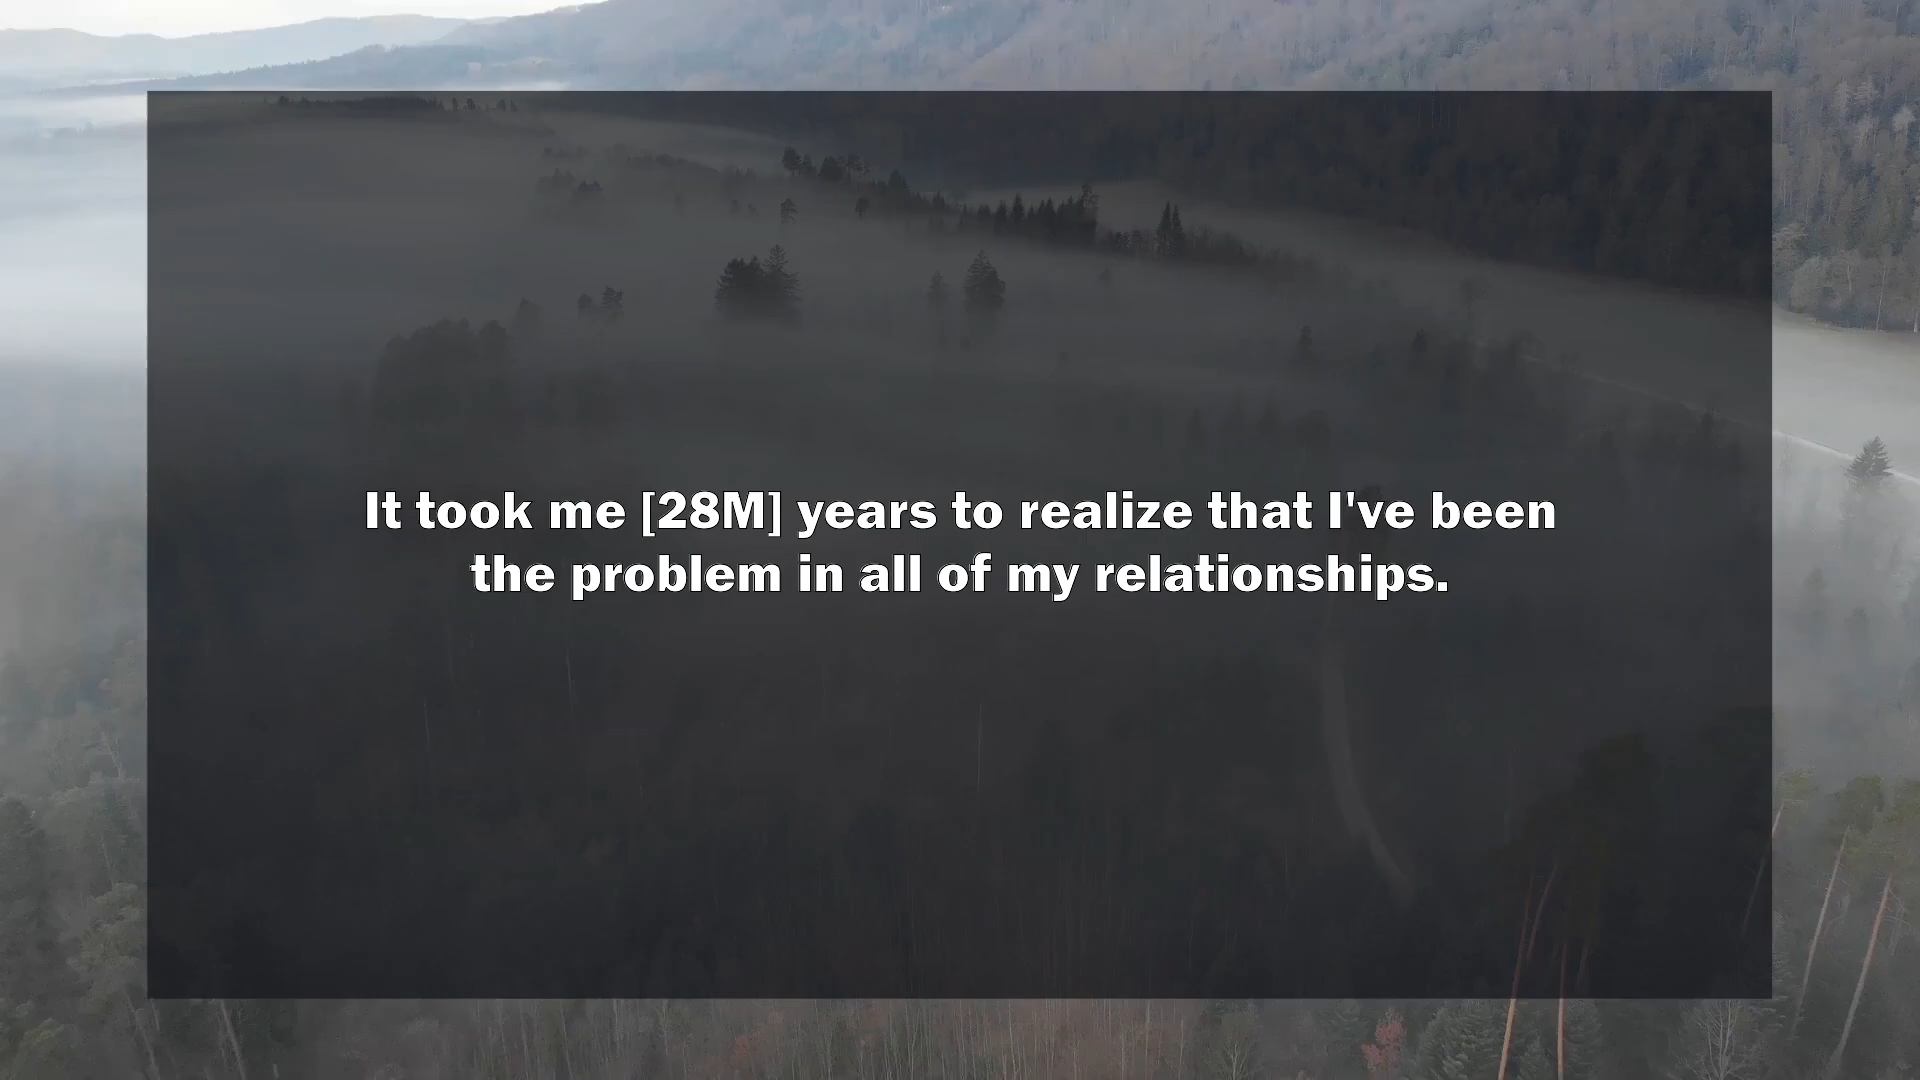 It took me [28M] years to realize that I've been
the problem in all of my relationships.